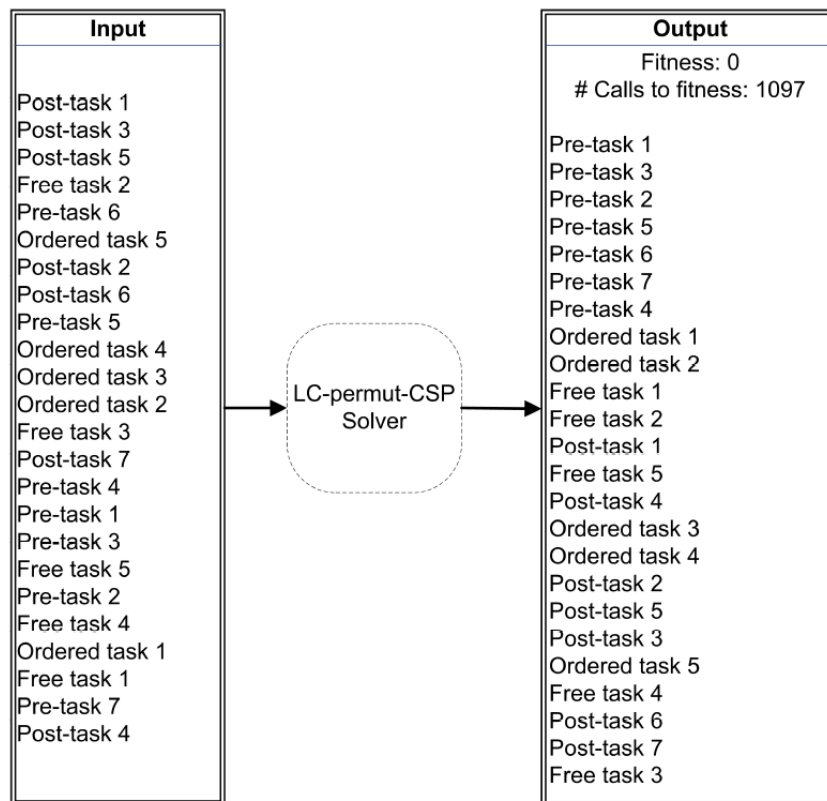 Input
Post-task 1
Post-task 3
Post-task 5
Free task 2
Pre-task 6
Ordered task 5
Post-task 2
Post-task 6
Pre-task 5
Ordered task 4
Ordered task 3
Ordered task 2
Free task 3
Post-task 7
Pre-task 4
Pre-task 1
Pre-task 3
Free task 5
Pre-task 2
Free task 4
Ordered task 1
Free task 1
Pre-task 7
Post-task 4
LC-permut-CSP
Solver
Output
Fitness: 0
# Calls to fitness: 1097
Pre-task 1
Pre-task 3
Pre-task 2
Pre-task 5
Pre-task 6
Pre-task 7
Pre-task 4
Ordered task 1
Ordered task 2
Free task 1
Free task 2
Post-task 1
Free task 5
Post-task 4
Ordered task 3
Ordered task 4
Post-task 2
Post-task 5
Post-task 3
Ordered task 5
Free task 4
Post-task 6
Post-task 7
Free task 3